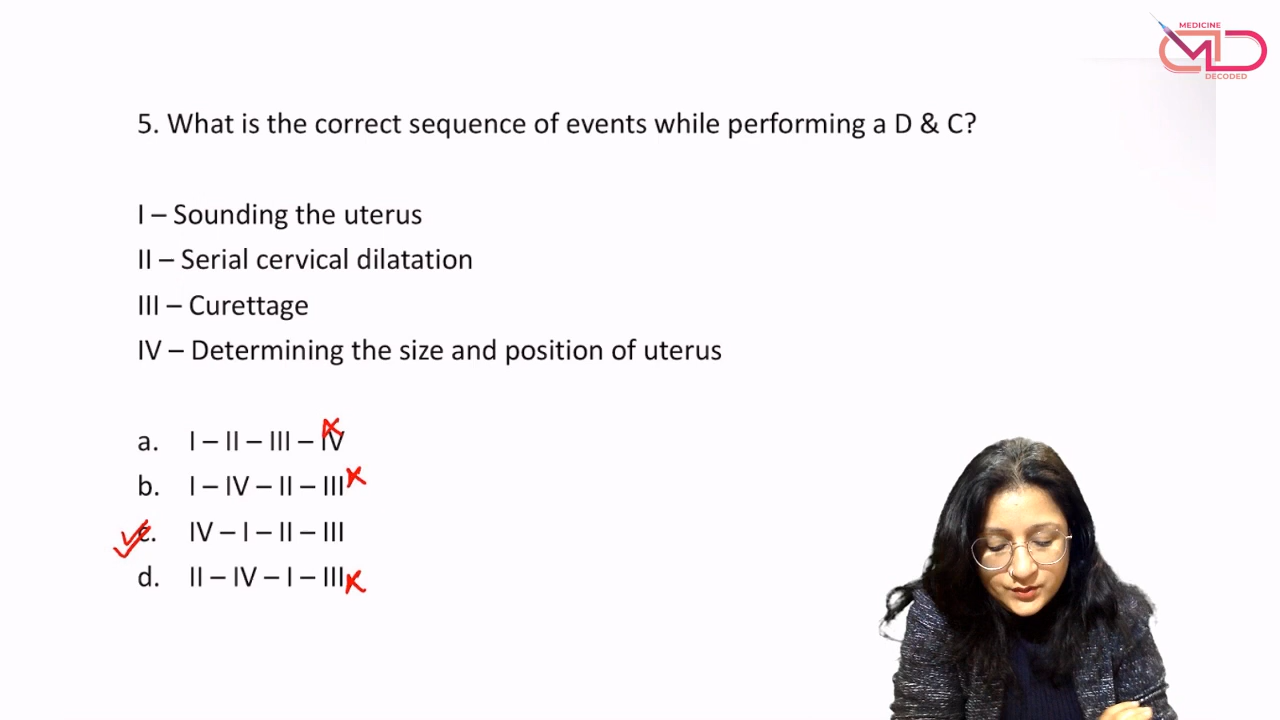 MEDICINE
DECODED
5. What is the correct sequence of events while performing a D & C?
I – Sounding the uterus
II – Serial cervical dilatation
III – Curettage
IV – Determining the size and position of uterus
a. I – II – III – IV
b. I – IV – II – III
c. IV – I – II – III
d. II – IV – I – III